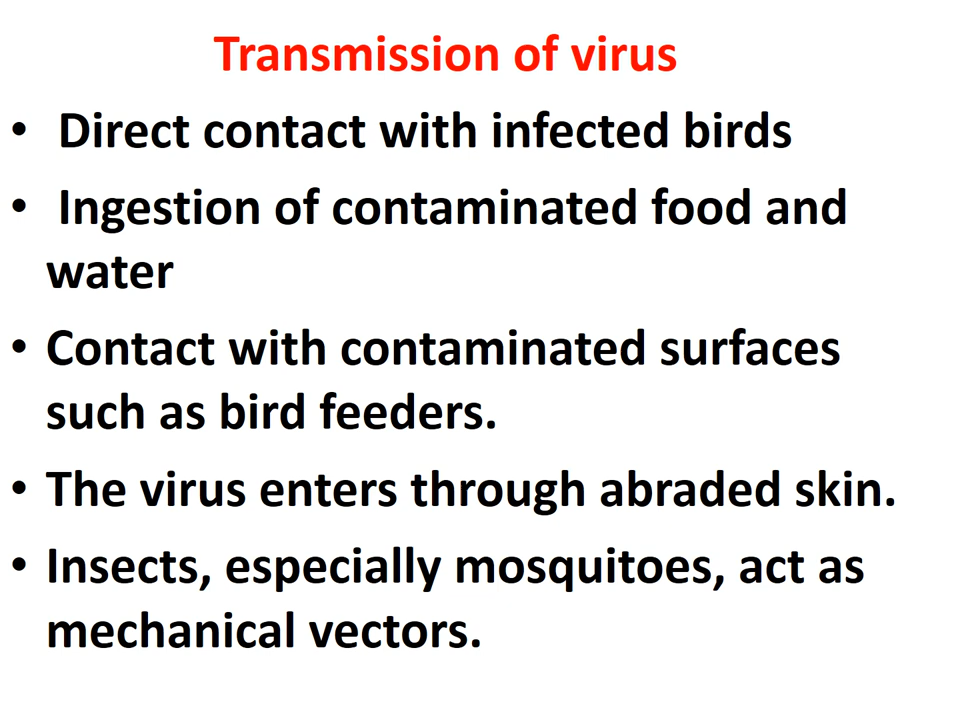 Transmission of virus
• Direct contact with infected birds
• Ingestion of contaminated food and
water
• Contact with contaminated surfaces
such as bird feeders.
• The virus enters through abraded skin.
• Insects, especially mosquitoes, act as
mechanical vectors.